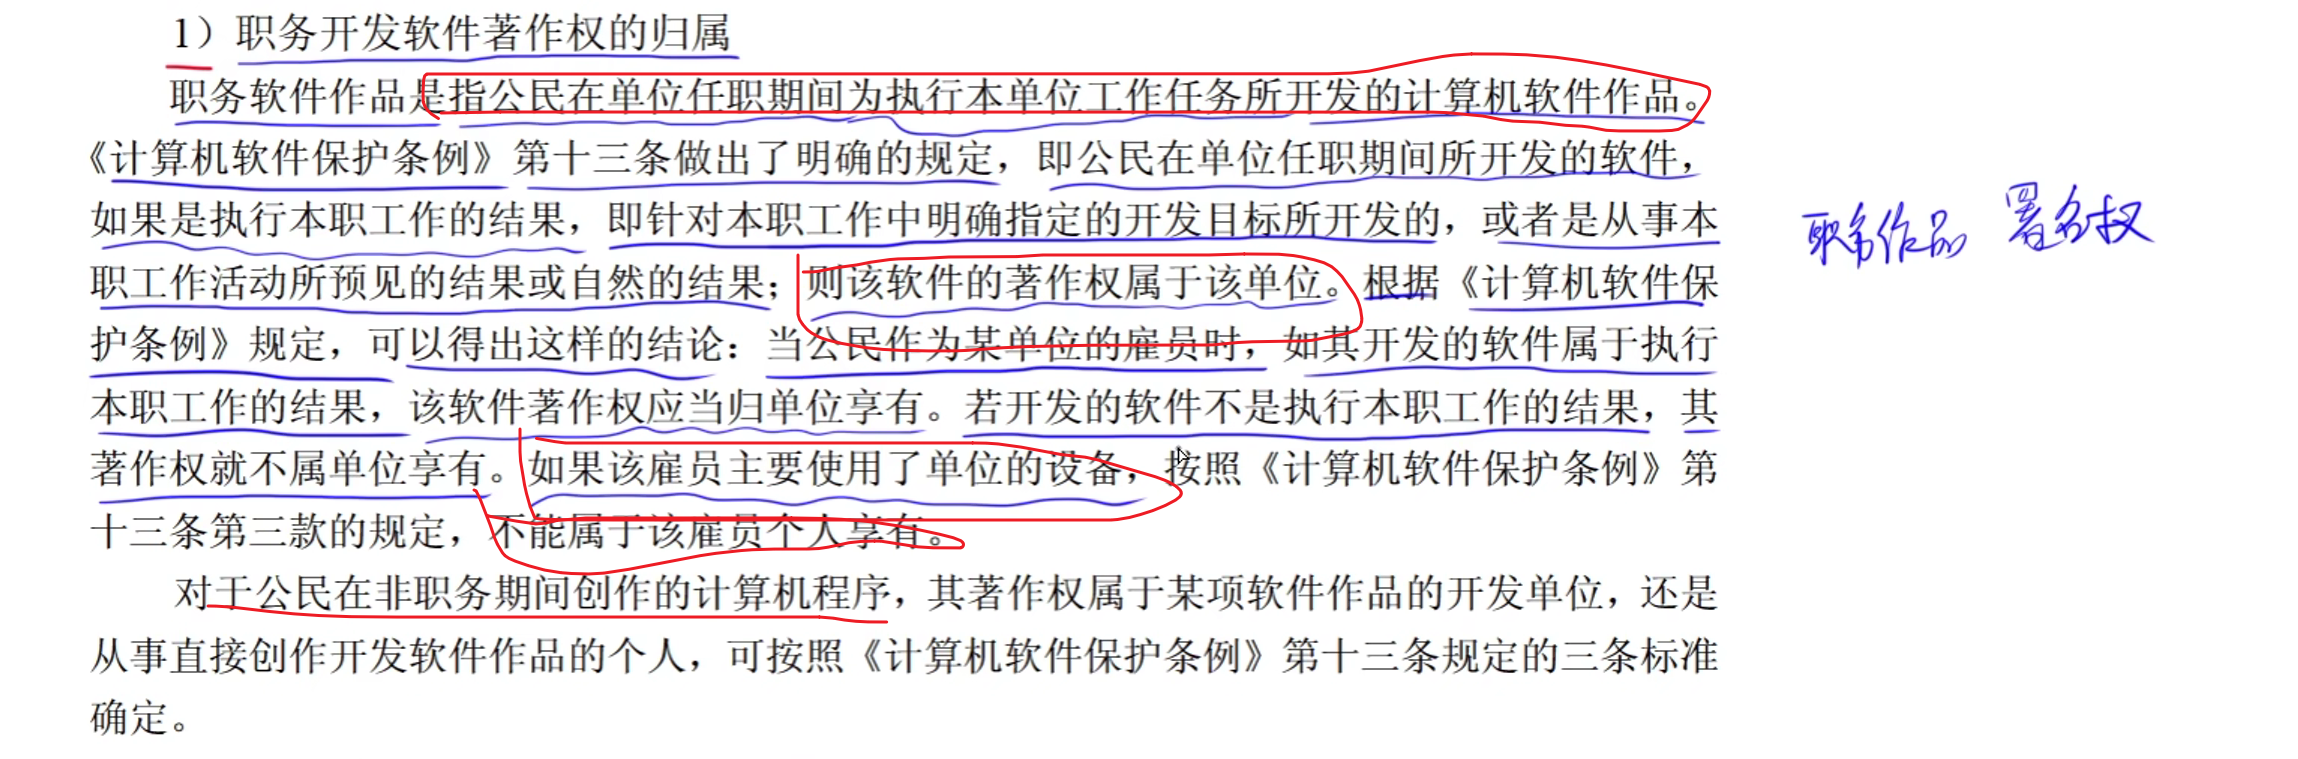 1）职务开发软件著作权的归属
职务软件作品是指公民在单位任职期间为执行本单位工作任务所开发的计算机软件作品。
《计算机软件保护条例》第十三条做出了明确的规定，即公民在单位任职期间所开发的软件，
如果是执行本职工作的结果，即针对本职工作中明确指定的开发目标所开发的，或者是从事本
职工作活动所预见的结果或自然的结果；则该软件的著作权属于该单位。根据《计算机软件保
护条例》规定，可以得出这样的结论：当公民作为某单位的雇员时，如其开发的软件属于执行
本职工作的结果，该软件著作权应当归单位享有。若开发的软件不是执行本职工作的结果，其
著作权就不属单位享有。如果该雇员主要使用了单位的设备，按照《计算机软件保护条例》第
十三条第三款的规定，不能属于该雇员个人享有。
对于公民在非职务期间创作的计算机程序，其著作权属于某项软件作品的开发单位，还是
从事直接创作开发软件作品的个人，可按照《计算机软件保护条例》第十三条规定的三条标准
确定。
职务作品 署名权